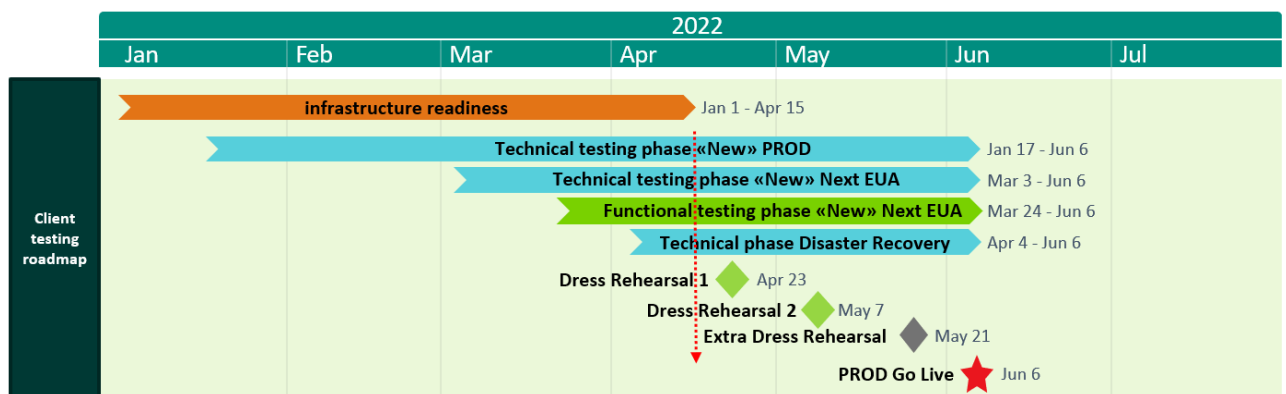 2022
Jan Feb Mar Apr May Jun Jul
Client
testing
roadmap
infrastructure readiness Jan 1 - Apr 15
Technical testing phase «New» PROD Jan 17 - Jun 6
Technical testing phase «New» Next EUA Mar 3 - Jun 6
Functional testing phase «New» Next EUA Mar 24 - Jun 6
Technical phase Disaster Recovery Apr 4 - Jun 6
Dress Rehearsal 1 Apr 23
Dress Rehearsal 2 May 7
Extra Dress Rehearsal May 21
PROD Go Live Jun 6